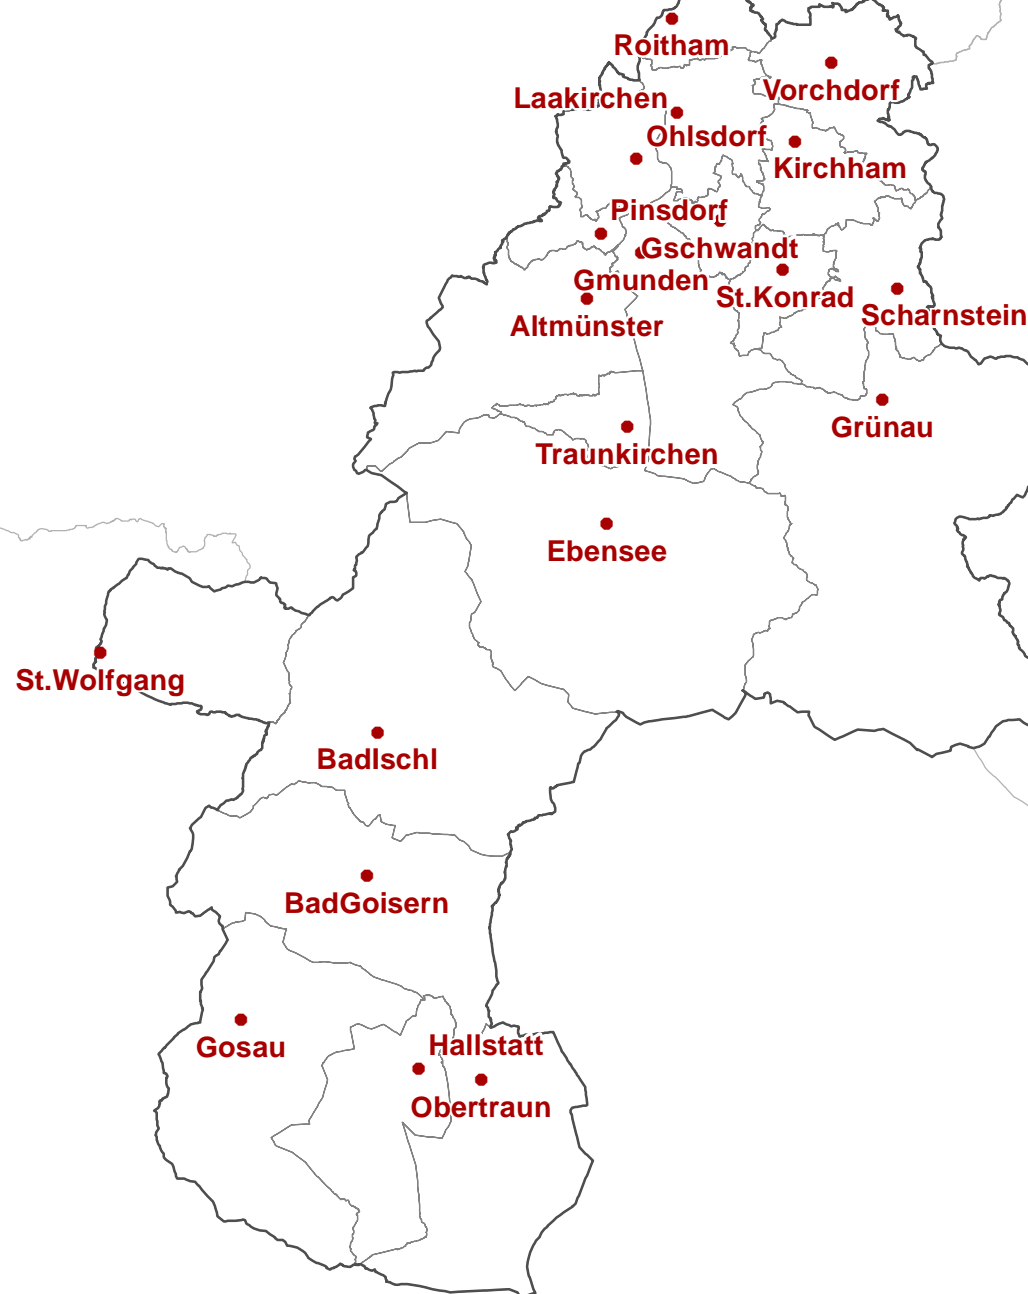 Roitham
Vorchdorf
Laakirchen
Ohlsdorf
Kirchham
Pinsdorf
Gschwandt
Gmunden
St.Konrad
Scharnstein
Altmünster
Grünau
Traunkirchen
Ebensee
St.Wolfgang
BadIschl
BadGoisern
Gosau
Hallstatt
Obertraun